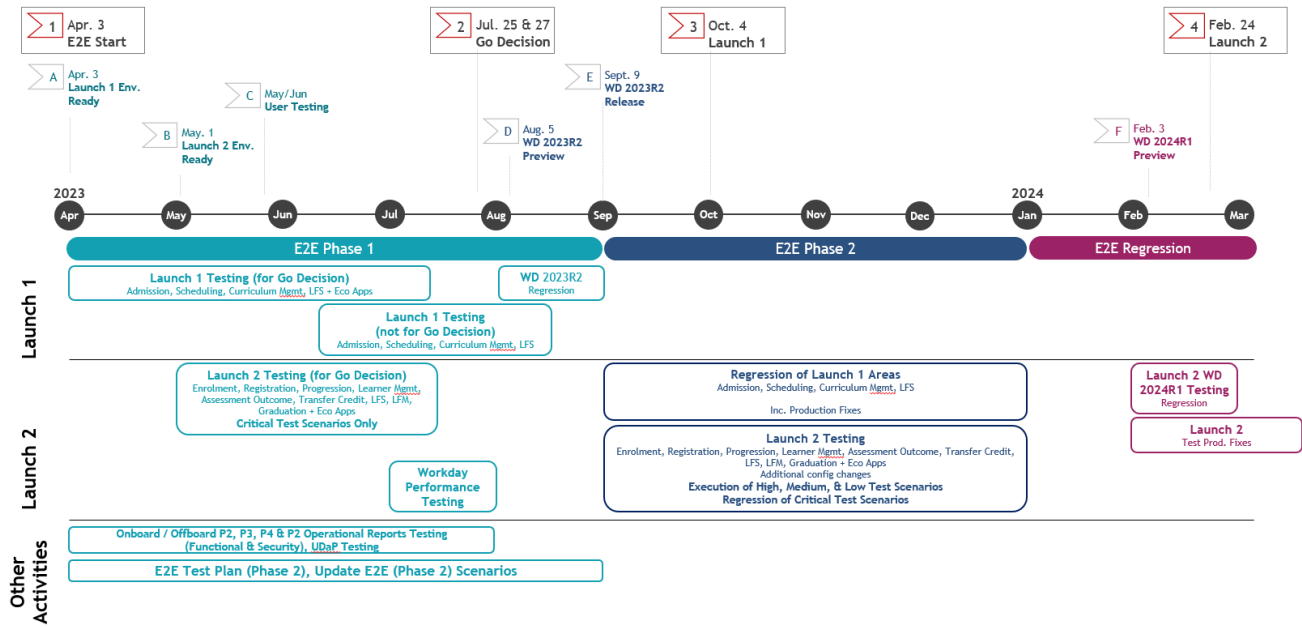 1
Apr. 3
E2E Start
2
Jul. 25 & 27
Go Decision
3
Oct. 4
Launch 1
4
Feb. 24
Launch 2
A
Apr. 3
Launch 1 Env.
Ready
B
May. 1
Launch 2 Env.
Ready
C
May/Jun
User Testing
D
Aug. 5
WD 2023R2
Preview
E
Sept. 9
WD 2023R2
Release
F
Feb. 3
WD 2024R1
Preview
2023
2024
Apr
May
Jun
Jul
Aug
Sep
Oct
Nov
Dec
Jan
Feb
Mar
E2E Phase 1
E2E Phase 2
E2E Regression
Launch 1
Launch 1 Testing (for Go Decision)
Admission, Scheduling, Curriculum Mgmt, LFS + Eco Apps
WD 2023R2
Regression
Launch 1 Testing
(not for Go Decision)
Admission, Scheduling, Curriculum Mgmt, LFS
Launch 2
Launch 2 Testing (for Go Decision)
Enrolment, Registration, Progression, Learner Mgmt,
Assessment Outcome, Transfer Credit, LFS, LFM,
Graduation + Eco Apps
Critical Test Scenarios Only
Regression of Launch 1 Areas
Admission, Scheduling, Curriculum Mgmt, LFS
Inc. Production Fixes
Launch 2 WD
2024R1 Testing
Regression
Launch 2
Test Prod. Fixes
Launch 2 Testing
Enrolment, Registration, Progression, Learner Mgmt, Assessment Outcome, Transfer Credit,
LFS, LFM, Graduation + Eco Apps
Additional config changes
Execution of High, Medium, & Low Test Scenarios
Regression of Critical Test Scenarios
Workday
Performance
Testing
Other
Activities
Onboard / Offboard P2, P3, P4 & P2 Operational Reports Testing
(Functional & Security), UDaP Testing
E2E Test Plan (Phase 2), Update E2E (Phase 2) Scenarios